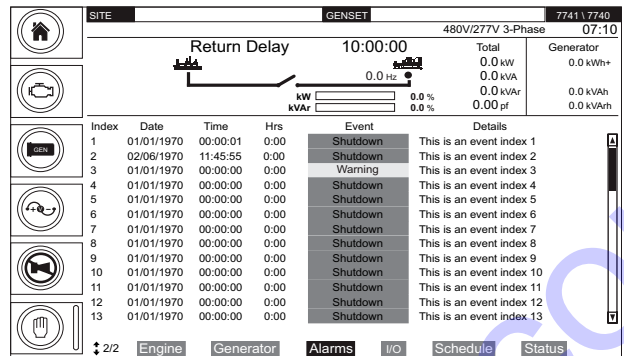 SITE GENSET 7741 \ 7740
480V/277V 3-Phase 07:10
Return Delay 10:00:00 Total Generator
0.0 kW 0.0 kWh+
0.0 Hz 0.0 kVA
0.0 kVAr 0.0 kVAh
kW 0.0 %
kVAr 0.0 % 0.00 pf 0.0 kVArh
Index Date Time Hrs Event Details
1 01/01/1970 00:00:01 0:00 Shutdown This is an event index 1
2 02/06/1970 11:45:55 0:00 Shutdown This is an event index 2
3 01/01/1970 00:00:00 0:00 Warning This is an event index 3
4 01/01/1970 00:00:00 0:00 Shutdown This is an event index 4
5 01/01/1970 00:00:00 0:00 Shutdown This is an event index 5
6 01/01/1970 00:00:00 0:00 Shutdown This is an event index 6
7 01/01/1970 00:00:00 0:00 Shutdown This is an event index 7
8 01/01/1970 00:00:00 0:00 Shutdown This is an event index 8
9 01/01/1970 00:00:00 0:00 Shutdown This is an event index 9
10 01/01/1970 00:00:00 0:00 Shutdown This is an event index 10
11 01/01/1970 00:00:00 0:00 Shutdown This is an event index 11
12 01/01/1970 00:00:00 0:00 Shutdown This is an event index 12
13 01/01/1970 00:00:00 0:00 Shutdown This is an event index 13
GEN
2/2 Engine Generator Alarms I/O Schedule Status